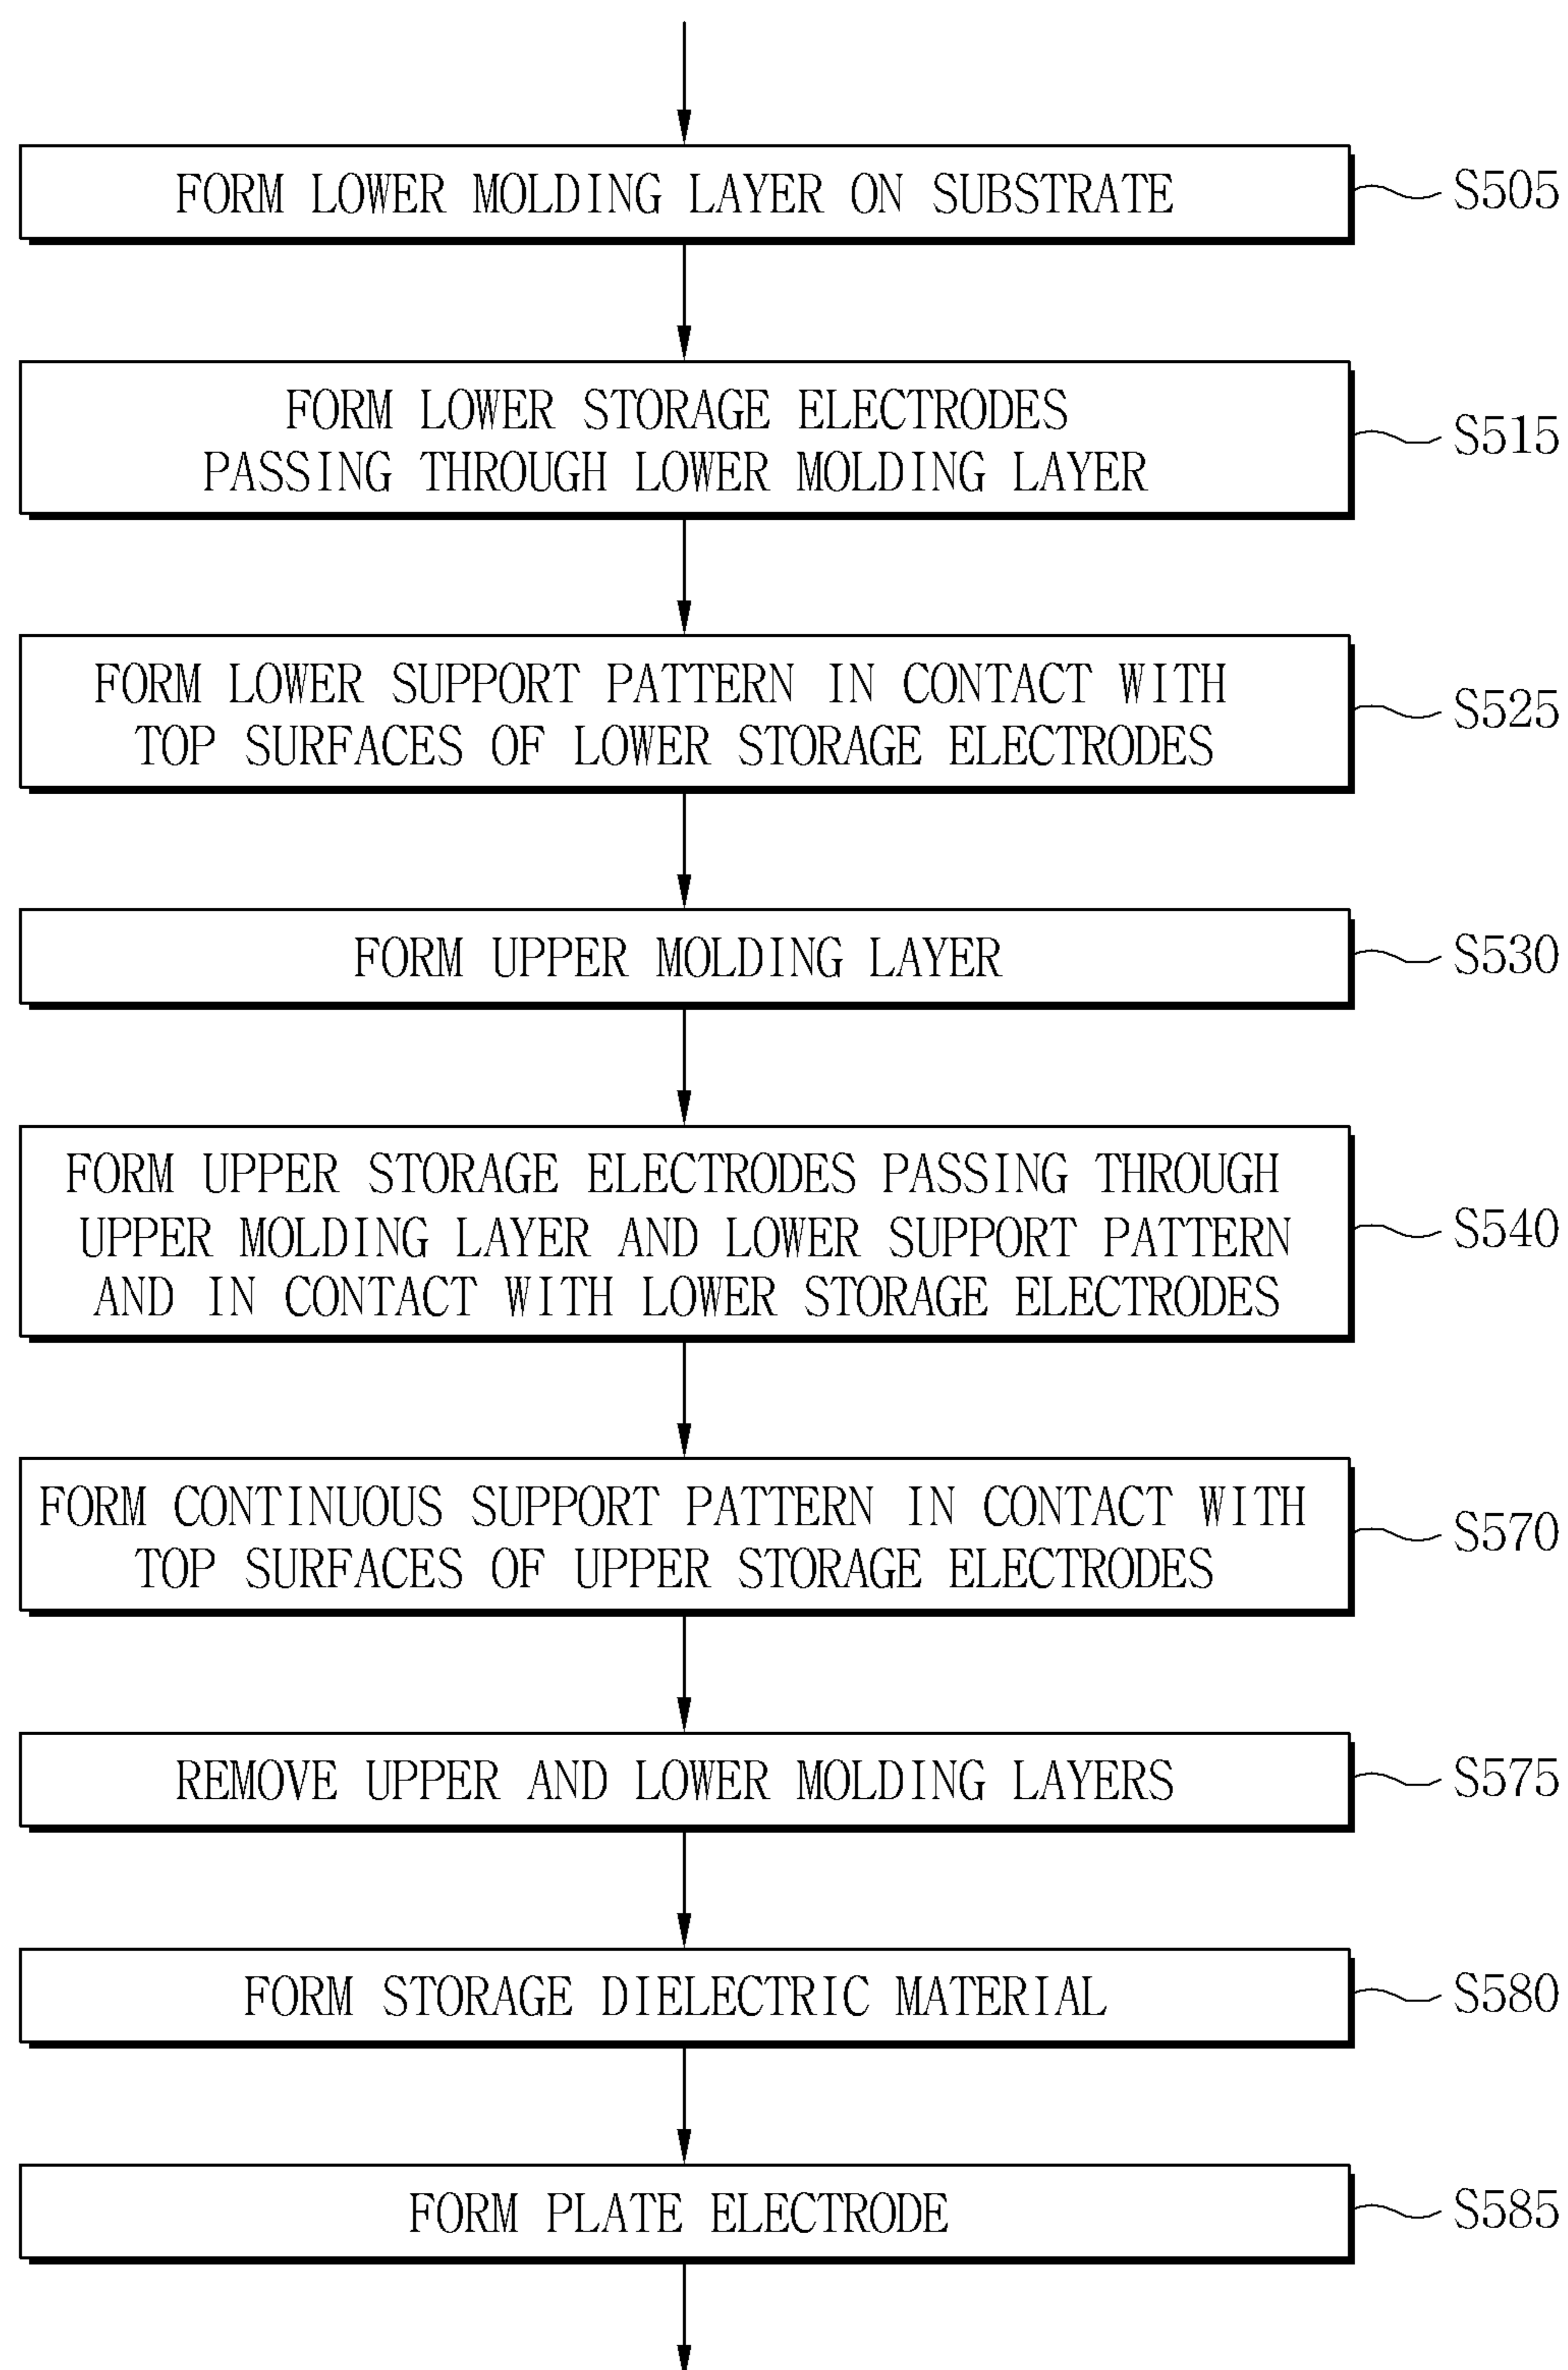 FORM LOWER MOLDING LAYER ON SUBSTRATE
S505
FORM LOWER STORAGE ELECTRODES
PASSING THROUGH LOWER MOLDING LAYER
S515
FORM LOWER SUPPORT PATTERN IN CONTACT WITH
TOP SURFACES OF LOWER STORAGE ELECTRODES
S525
FORM UPPER MOLDING LAYER
S530
FORM UPPER STORAGE ELECTRODES PASSING THROUGH
UPPER MOLDING LAYER AND LOWER SUPPORT PATTERN
AND IN CONTACT WITH LOWER STORAGE ELECTRODES
S540
FORM CONTINUOUS SUPPORT PATTERN IN CONTACT WITH
TOP SURFACES OF UPPER STORAGE ELECTRODES
S570
REMOVE UPPER AND LOWER MOLDING LAYERS
S575
FORM STORAGE DIELECTRIC MATERIAL
S580
FORM PLATE ELECTRODE
S585